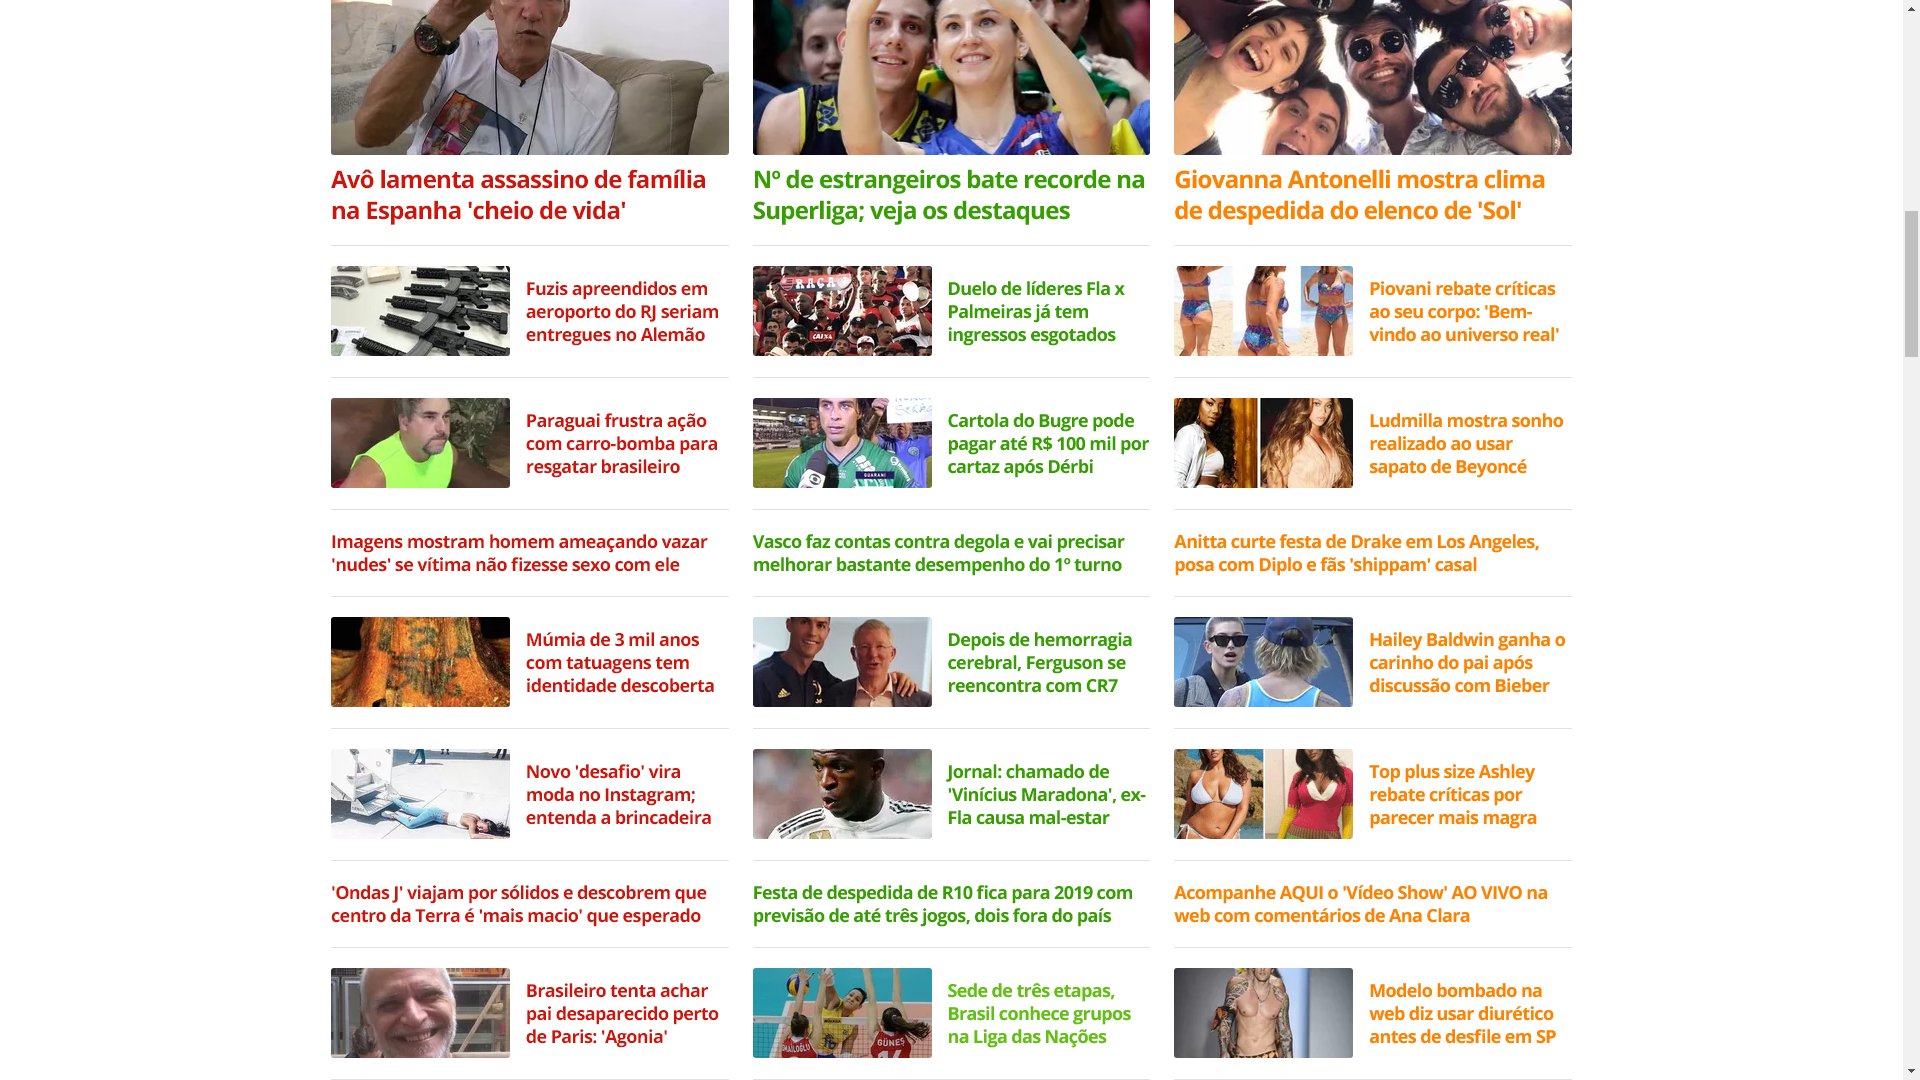 Avô lamenta assassino de família
na Espanha 'cheio de vida'
Nº de estrangeiros bate recorde na
Superliga; veja os destaques
Giovanna Antonelli mostra clima
de despedida do elenco de 'Sol'
Fuzis apreendidos em
aeroporto do RJ seriam
entregues no Alemão
RAÇA
CAIXA
Duelo de líderes Fla x
Palmeiras já tem
ingressos esgotados
Piovani rebate críticas
ao seu corpo: 'Bem-
vindo ao universo real'
Paraguai frustra ação
com carro-bomba para
resgatar brasileiro
GUARANI
Cartola do Bugre pode
pagar até R$ 100 mil por
cartaz após Dérbi
Ludmilla mostra sonho
realizado ao usar
sapato de Beyoncé
Imagens mostram homem ameaçando vazar
'nudes' se vítima não fizesse sexo com ele
Vasco faz contas contra degola e vai precisar
melhorar bastante desempenho do 1º turno
Anitta curte festa de Drake em Los Angeles,
posa com Diplo e fãs 'shippam' casal
Múmia de 3 mil anos
com tatuagens tem
identidade descoberta
Depois de hemorragia
cerebral, Ferguson se
reencontra com CR7
Hailey Baldwin ganha o
carinho do pai após
discussão com Bieber
Novo 'desafio' vira
moda no Instagram;
entenda a brincadeira
Jornal: chamado de
'Vinícius Maradona', ex-
Fla causa mal-estar
Top plus size Ashley
rebate críticas por
parecer mais magra
'Ondas J' viajam por sólidos e descobrem que
centro da Terra é 'mais macio' que esperado
Festa de despedida de R10 fica para 2019 com
previsão de até três jogos, dois fora do país
Acompanhe AQUI o 'Vídeo Show' AO VIVO na
web com comentários de Ana Clara
Brasileiro tenta achar
pai desaparecido perto
de Paris: 'Agonia'
GÜNEŞ
Sede de três etapas,
Brasil conhece grupos
na Liga das Nações
Modelo bombado na
web diz usar diurético
antes de desfile em SP